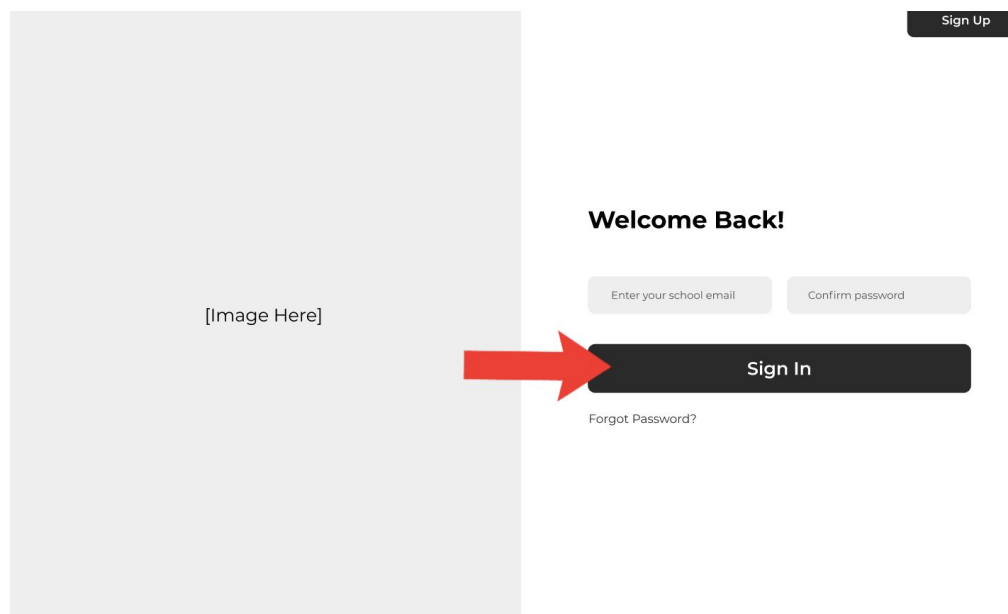 Sign Up
Welcome Back!
Enter your school email
Confirm password
[Image Here]
Sign In
Forgot Password?